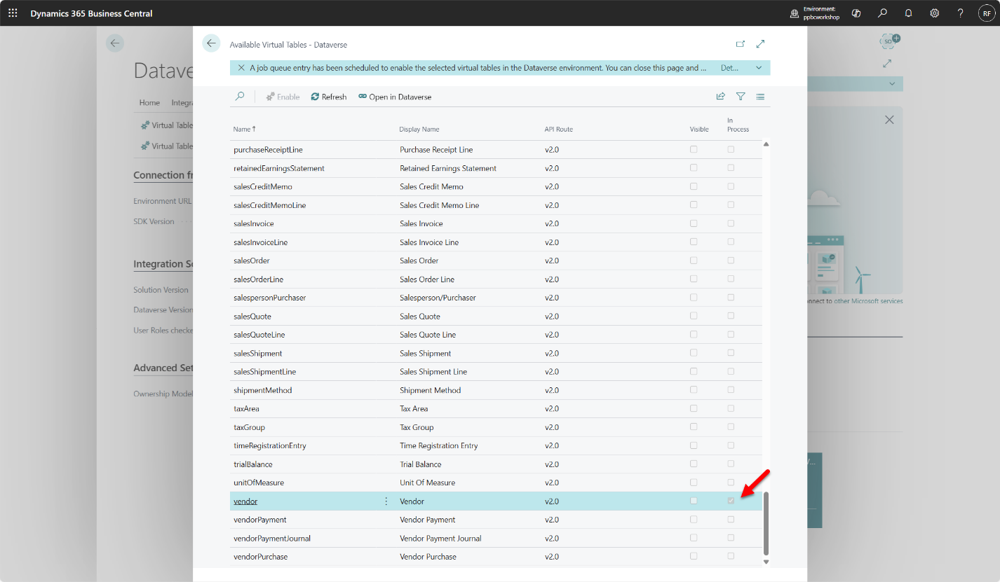 Dynamics 365 Business Central
Environment:
ppbcworkshop
?
RF
Available Virtual Tables - Dataverse
A job queue entry has been scheduled to enable the selected virtual tables in the Dataverse environment. You can close this page and ... Det...
Enable Refresh Open in Dataverse
Name ↑ Display Name API Route Visible In Process
purchaseReceiptLine Purchase Receipt Line v2.0
retainedEarningsStatement Retained Earnings Statement v2.0
salesCreditMemo Sales Credit Memo v2.0
salesCreditMemoLine Sales Credit Memo Line v2.0
salesInvoice Sales Invoice v2.0
salesInvoiceLine Sales Invoice Line v2.0
salesOrder Sales Order v2.0
salesOrderLine Sales Order Line v2.0
salespersonPurchaser Salesperson/Purchaser v2.0
salesQuote Sales Quote v2.0
salesQuoteLine Sales Quote Line v2.0
salesShipment Sales Shipment v2.0
salesShipmentLine Sales Shipment Line v2.0
shipmentMethod Shipment Method v2.0
taxArea Tax Area v2.0
taxGroup Tax Group v2.0
timeRegistrationEntry Time Registration Entry v2.0
trialBalance Trial Balance v2.0
unitOfMeasure Unit Of Measure v2.0
vendor Vendor v2.0
vendorPayment Vendor Payment v2.0
vendorPaymentJournal Vendor Payment Journal v2.0
vendorPurchase Vendor Purchase v2.0
Datave
Home Integra
Virtual Table
Virtual Table
Connection fr
Environment URL
SDK Version
Integration Se
Solution Version
Dataverse Version
User Roles checke
Advanced Set
Ownership Model
SO
onnect to other Microsoft services